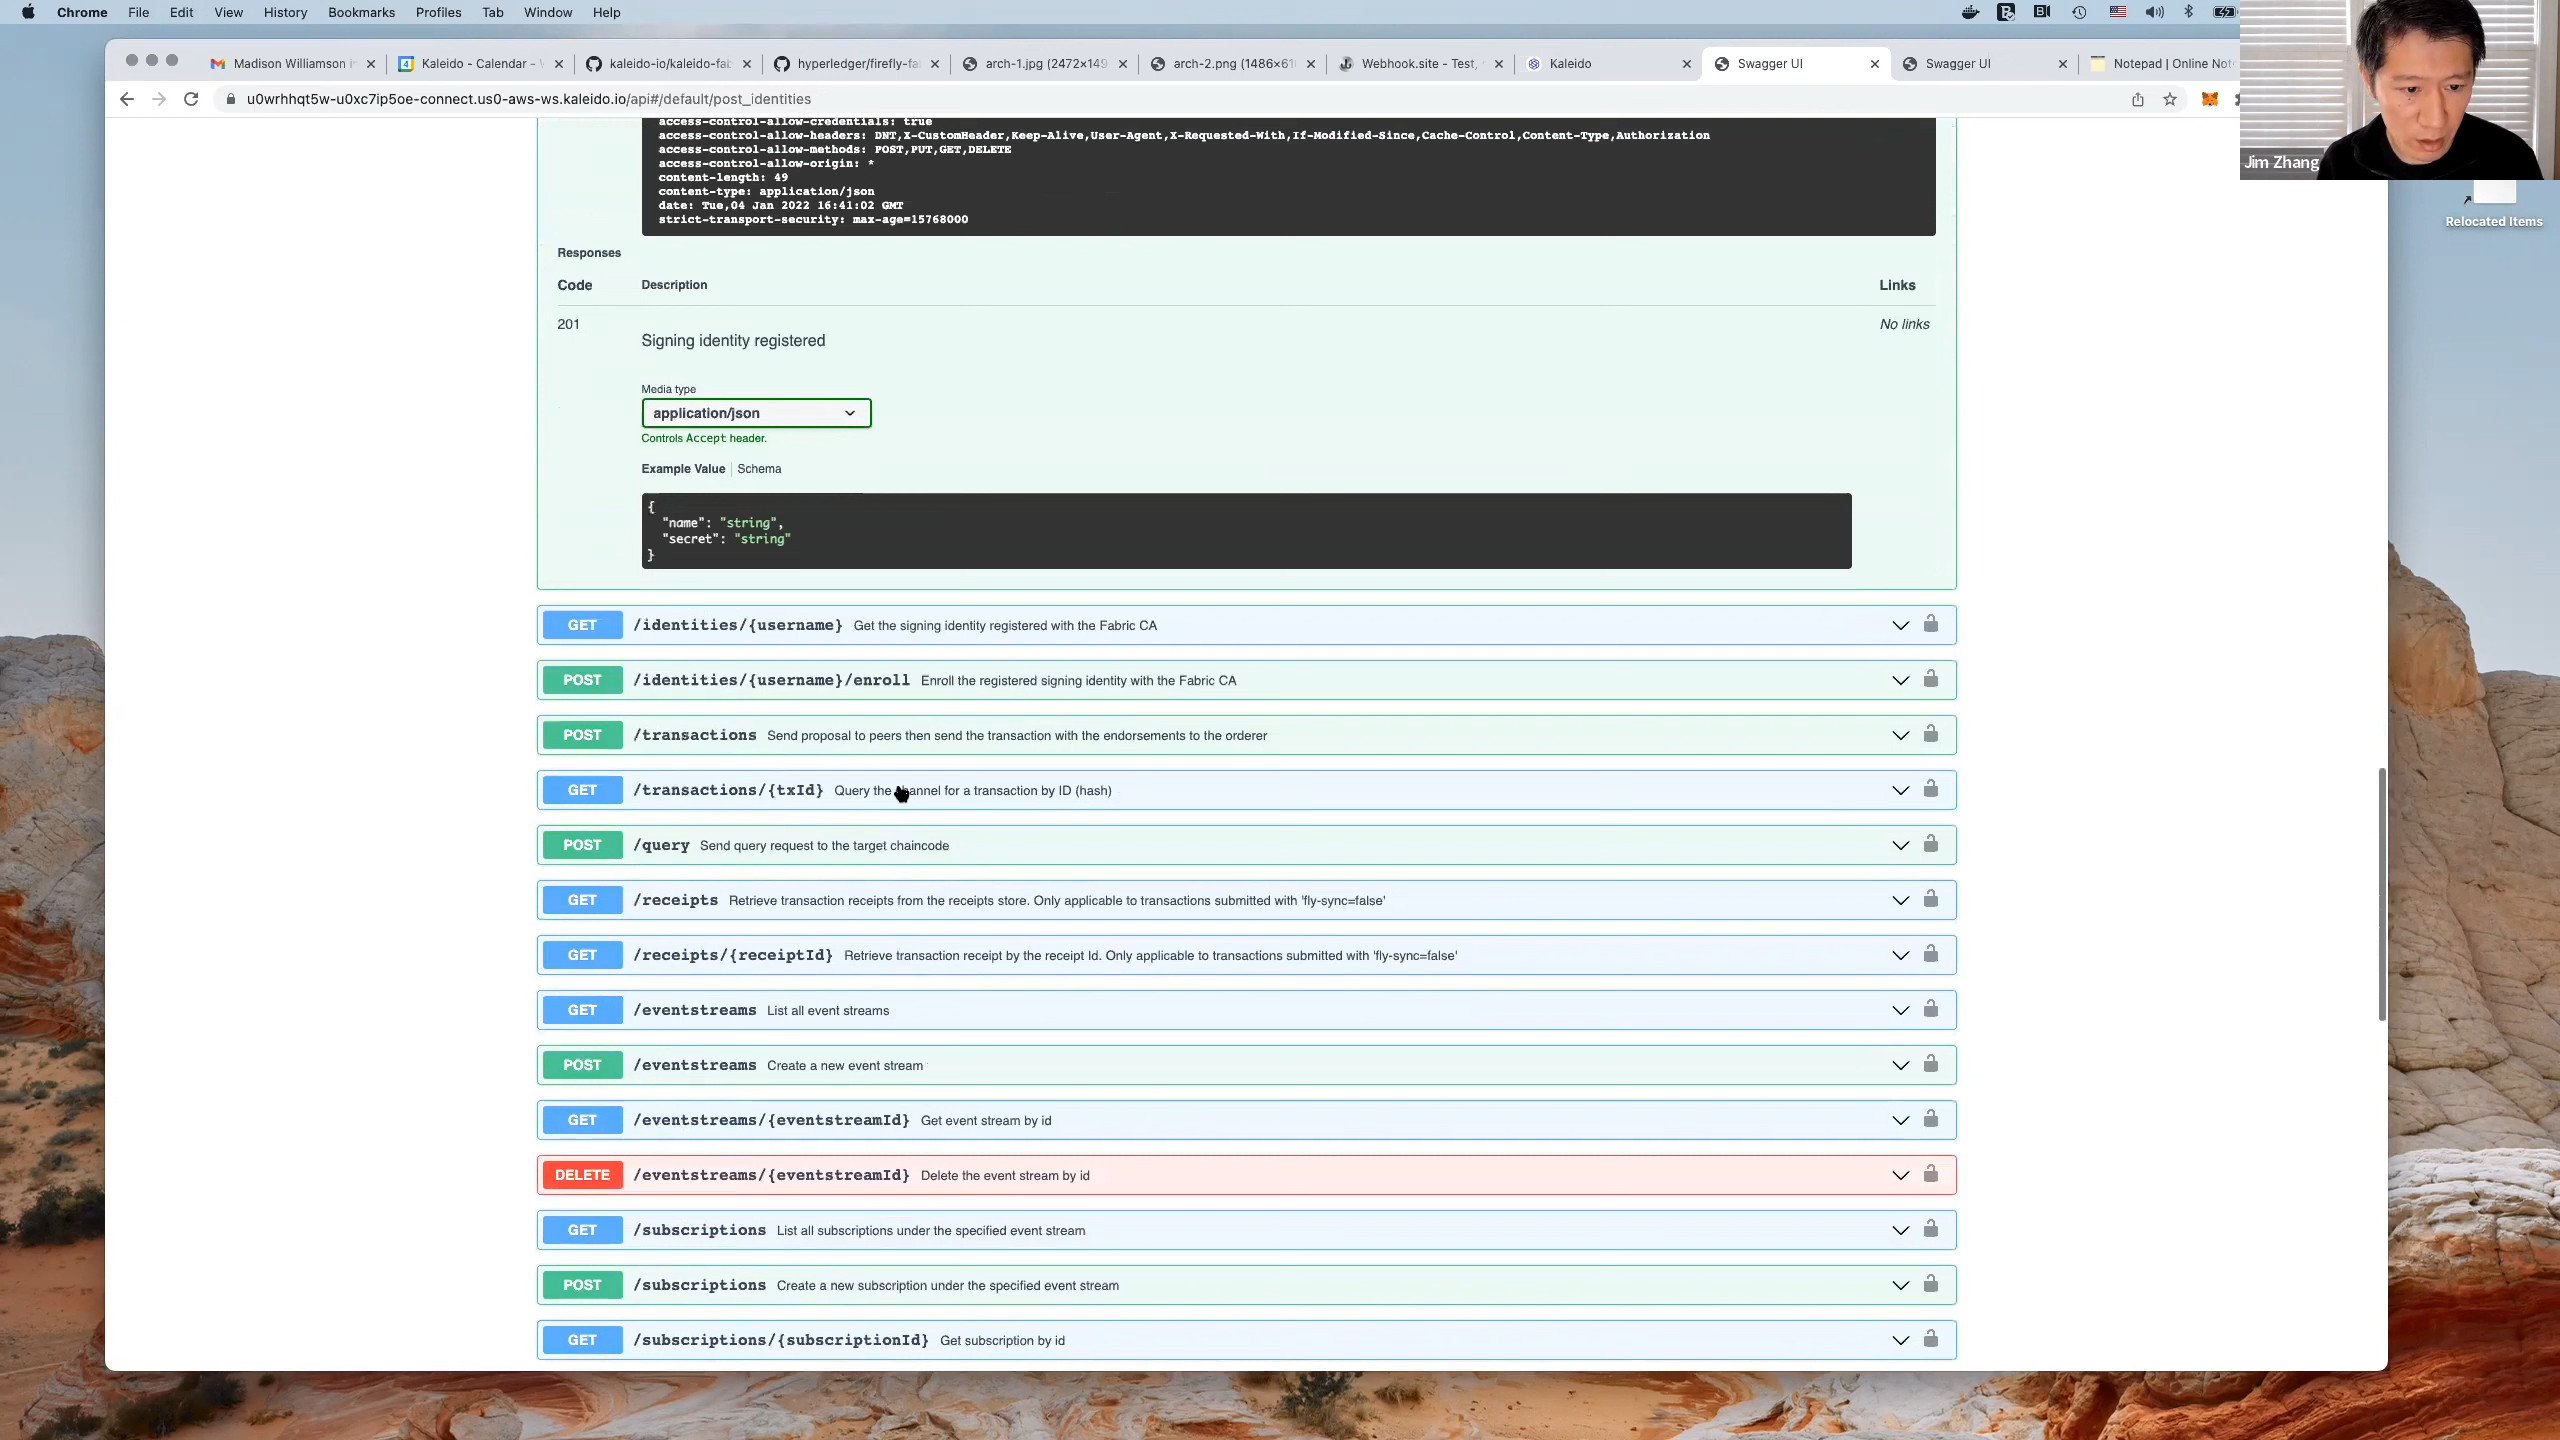 Chrome File Edit View History Bookmarks Profiles Tab Window Help
Madison Williamson i
Kaleido - Calendar -
kaleido-io/kaleido-fab
hyperledger/firefly-fa
arch-1.jpg (2472×149
arch-2.png (1486×61
Webhook.site - Test,
Kaleido
Swagger UI
Swagger UI
Notepad | Online Not
u0wrhhqt5w-u0xc7ip5oe-connect.us0-aws-ws.kaleido.io/api#/default/post_identities
Jim Zhang
Relocated Items
access-control-allow-credentials: true
access-control-allow-headers: DNT,X-CustomHeader,Keep-Alive,User-Agent,X-Requested-With,If-Modified-Since,Cache-Control,Content-Type,Authorization
access-control-allow-methods: POST,PUT,GET,DELETE
access-control-allow-origin: *
content-length: 49
content-type: application/json
date: Tue,04 Jan 2022 16:41:02 GMT
strict-transport-security: max-age=15768000
Responses
Code Description Links
201 Signing identity registered No links
Media type
application/json
Controls Accept header.
Example Value Schema
{
"name": "string",
"secret": "string"
}
GET /identities/{username} Get the signing identity registered with the Fabric CA
POST /identities/{username}/enroll Enroll the registered signing identity with the Fabric CA
POST /transactions Send proposal to peers then send the transaction with the endorsements to the orderer
GET /transactions/{txId} Query the channel for a transaction by ID (hash)
POST /query Send query request to the target chaincode
GET /receipts Retrieve transaction receipts from the receipts store. Only applicable to transactions submitted with 'fly-sync=false'
GET /receipts/{receiptId} Retrieve transaction receipt by the receipt Id. Only applicable to transactions submitted with 'fly-sync=false'
GET /eventstreams List all event streams
POST /eventstreams Create a new event stream
GET /eventstreams/{eventstreamId} Get event stream by id
DELETE /eventstreams/{eventstreamId} Delete the event stream by id
GET /subscriptions List all subscriptions under the specified event stream
POST /subscriptions Create a new subscription under the specified event stream
GET /subscriptions/{subscriptionId} Get subscription by id